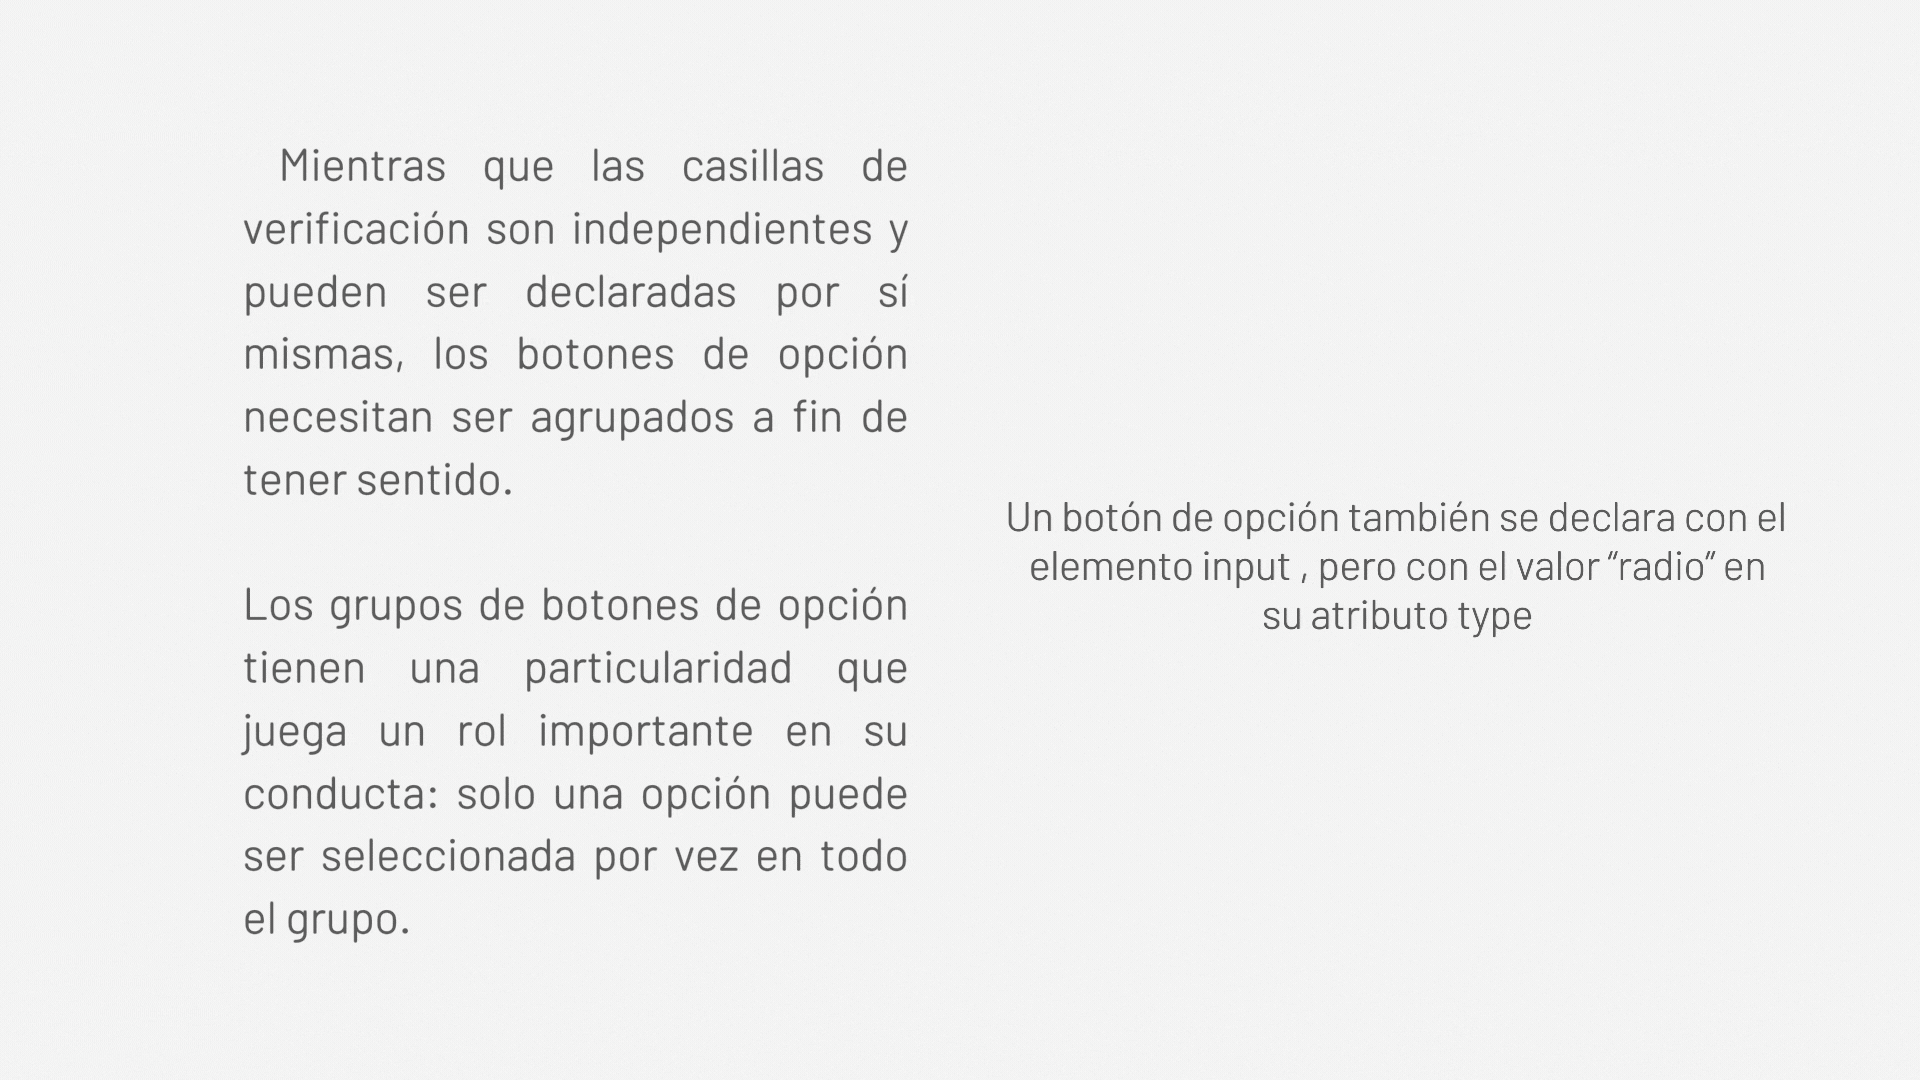 Mientras que las casillas de
verificación son independientes y
pueden ser declaradas por sí
mismas, los botones de opción
necesitan ser agrupados a fin de
tener sentido.
Los grupos de botones de opción
tienen una particularidad que
juega un rol importante en su
conducta: solo una opción puede
ser seleccionada por vez en todo
el grupo.
Un botón de opción también se declara con el
elemento input , pero con el valor “radio” en
su atributo type